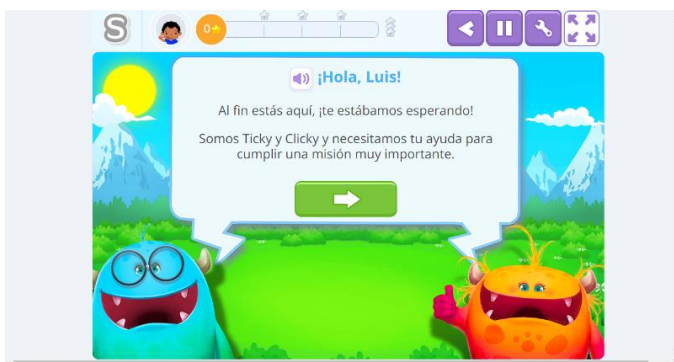 S
0
¡Hola, Luis!
Al fin estás aquí, ¡te estábamos esperando!
Somos Ticky y Clicky y necesitamos tu ayuda para
cumplir una misión muy importante.